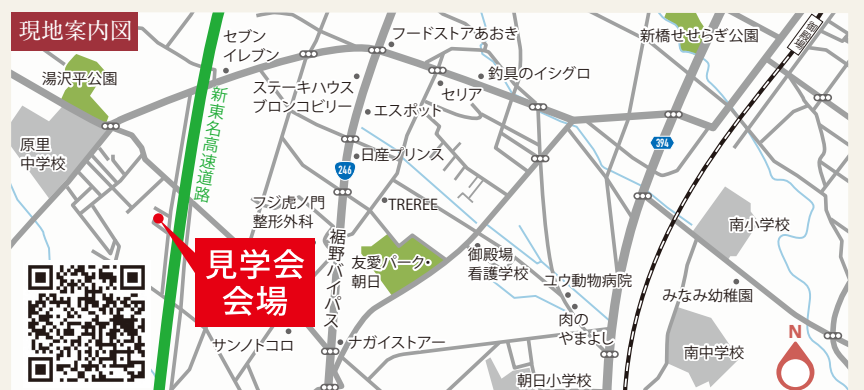 現地案内図
セブン
イレブン
フードストアあおき
新橋せせらぎ公園
御殿場
湯沢平公園
ステーキハウス
ブロンコビリー
釣具のイシグロ
セリア
エスポット
新東名高速道路
原里
中学校
日産プリンス
394
246
フジ虎ノ門
整形外科
TREREE
南小学校
見学会
会場
裾野バイパス
友愛パーク・
朝日
御殿場
看護学校
ユウ動物病院
みなみ幼稚園
肉の
やまよし
サンノトコロ
ナガイストアー
南中学校
N
朝日小学校